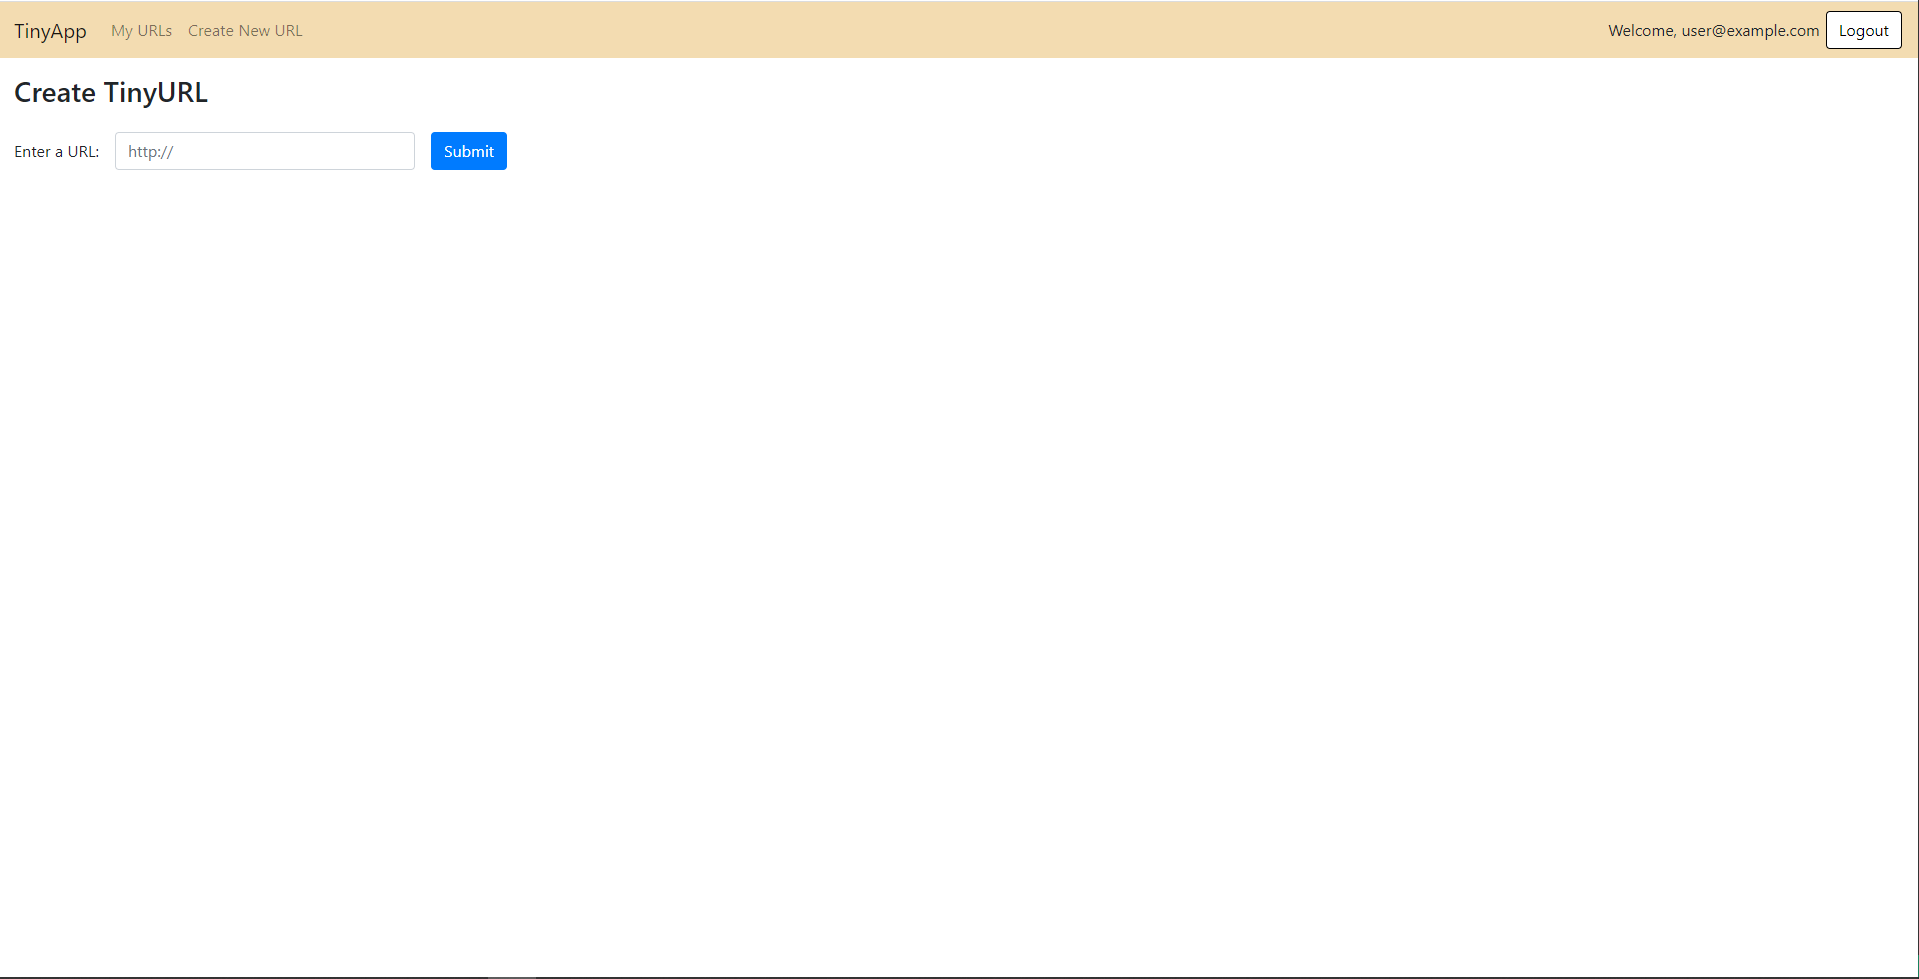 TinyApp My URLs Create New URL Welcome, user@example.com Logout
Create TinyURL
Enter a URL: http:// Submit